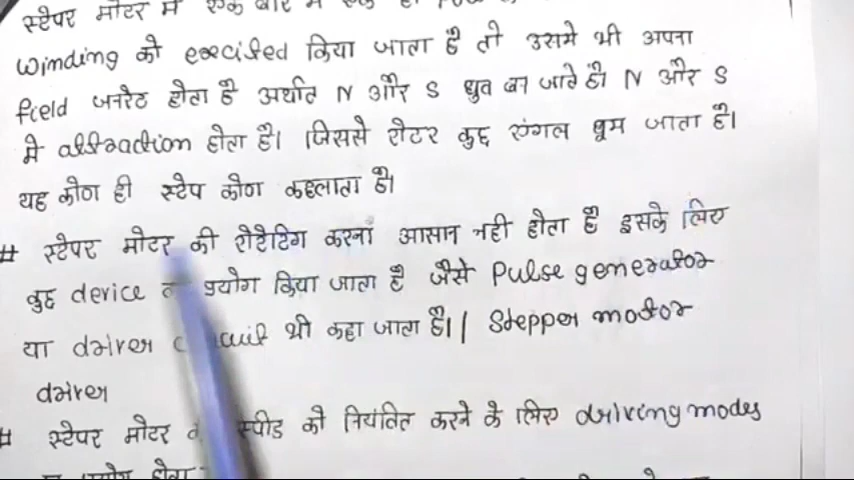 स्टेपर मोटर में एक बार में एक ही
winding को excited किया जाता है तो उसमे भी अपना
field जनरेट होता है अर्थात N और S ध्रुव बन जाते है। N और S
मे attraction होता है। जिससे रोटर कुछ एंगल घूम जाता है।
यह कोण ही स्टेप कोण कहलाता है।
# स्टेपर मोटर की रोटैटिंग करना आसान नही होता है इसके लिए
कुछ device प्रयोग किया जाता है जैसे Pulse generator
या driver भी कहा जाता है। | Stepper motor
driver
# स्टेपर मोटर स्पीड को नियंत्रित करने के लिए driving modes